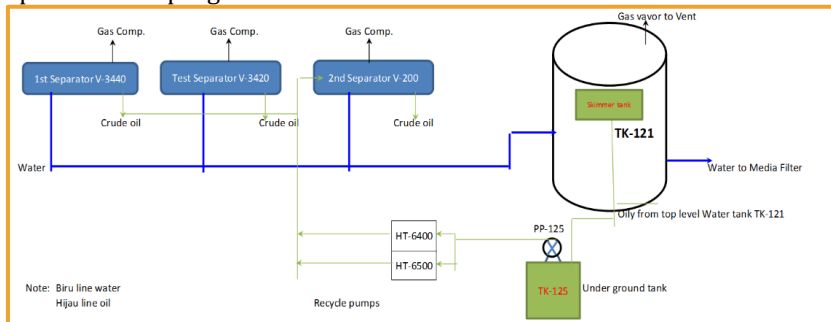 Gas Comp.
Gas Comp.
Gas Comp.
Gas vavor to Vent
1st Separator V-3440
Test Separator V-3420
2nd Separator V-200
Skimmer tank
TK-121
Crude oil
Crude oil
Crude oil
Water
Water to Media Filter
Oily from top level Water tank TK-121
PP-125
HT-6400
HT-6500
TK-125
Under ground tank
Note: Biru line water
Hijau line oil
Recycle pumps